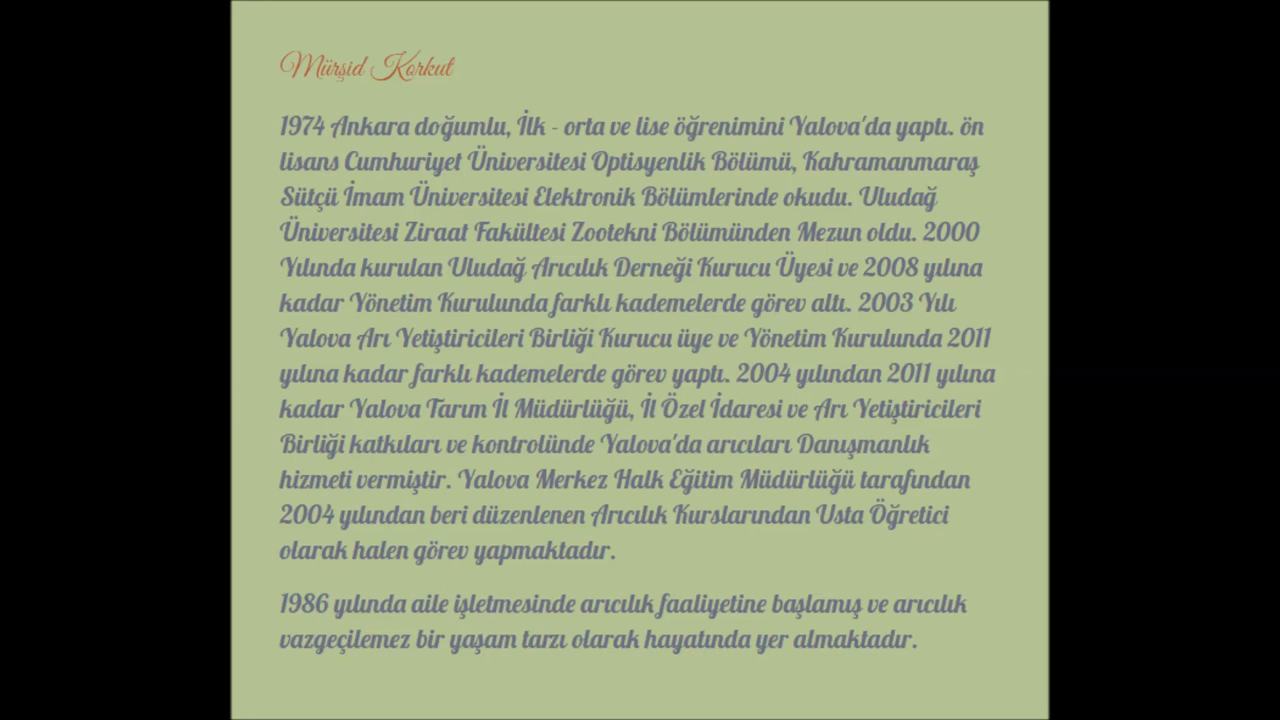 Mürşid Korkut
1974 Ankara doğumlu, İlk - orta ve lise öğrenimini Yalova'da yaptı. ön
lisans Cumhuriyet Üniversitesi Optisyenlik Bölümü, Kahramanmaraş
Sütçü İmam Üniversitesi Elektronik Bölümlerinde okudu. Uludağ
Üniversitesi Ziraat Fakültesi Zootekni Bölümünden Mezun oldu. 2000
Yılında kurulan Uludağ Arıcılık Derneği Kurucu Üyesi ve 2008 yılına
kadar Yönetim Kurulunda farklı kademelerde görev altı. 2003 Yılı
Yalova Arı Yetiştiricileri Birliği Kurucu üye ve Yönetim Kurulunda 2011
yılına kadar farklı kademelerde görev yaptı. 2004 yılından 2011 yılına
kadar Yalova Tarım İl Müdürlüğü, İl Özel İdaresi ve Arı Yetiştiricileri
Birliği katkıları ve kontrolünde Yalova'da arıcıları Danışmanlık
hizmeti vermiştir. Yalova Merkez Halk Eğitim Müdürlüğü tarafından
2004 yılından beri düzenlenen Arıcılık Kurslarından Usta Öğretici
olarak halen görev yapmaktadır.
1986 yılında aile işletmesinde arıcılık faaliyetine başlamış ve arıcılık
vazgeçilemez bir yaşam tarzı olarak hayatında yer almaktadır.